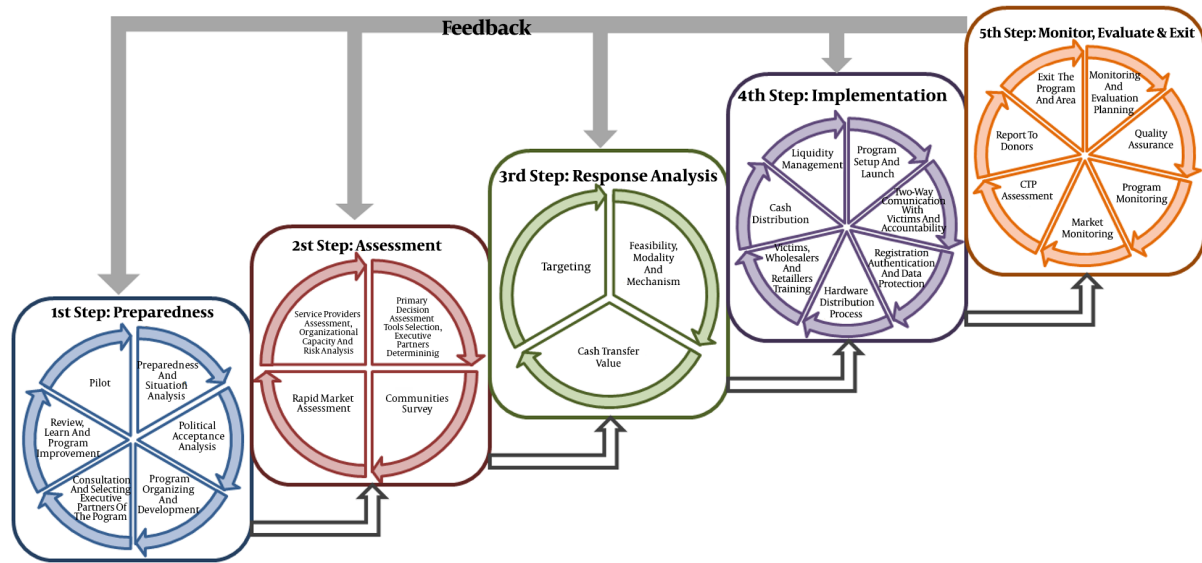 Feedback
1st Step: Preparedness
Preparedness
And
Situation
Analysis
Political
Acceptance
Analysis
Program
Organizing
And
Development
Consultation
And Selecting
Executive
Partners Of
The Pogram
Review,
Learn And
Program
Improvement
Pilot
2st Step: Assessment
Primary
Decision
Assessment
Tools Selection,
Executive
Partners
Determinining
Communities
Survey
Rapid Market
Assessment
Service Providers
Assessment,
Organizational
Capacity And
Risk Analysis
3rd Step: Response Analysis
Feasibility,
Modality
And
Mechanism
Cash Transfer
Value
Targeting
4th Step: Implementation
Program
Setup And
Launch
Two-Way
Comunication
With
Victims And
Accountability
Registration
Authentication
And Data
Protection
Hardware
Distribution
Process
Victims,
Wholesalers
And
Retaillers
Training
Cash
Distribution
Liquidity
Management
5th Step: Monitor, Evaluate & Exit
Monitoring
And
Evaluation
Planning
Quality
Assurance
Program
Monitoring
Market
Monitoring
CTP
Assessment
Report To
Donors
Exit The
Program
And Area